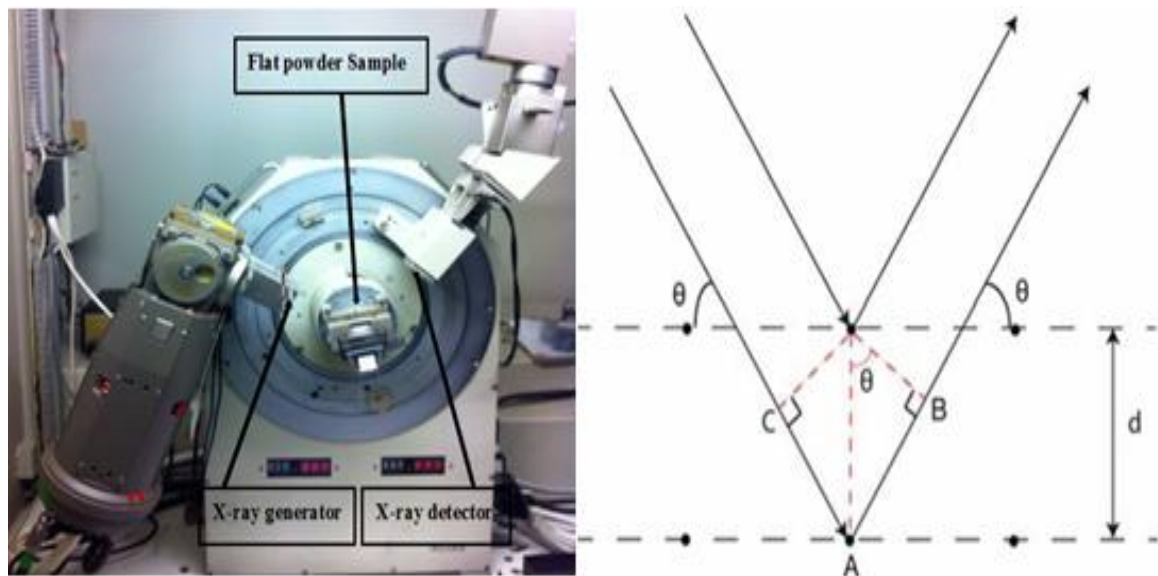 Flat powder Sample
X-ray generator
X-ray detector
θ
θ
θ
C
B
d
A